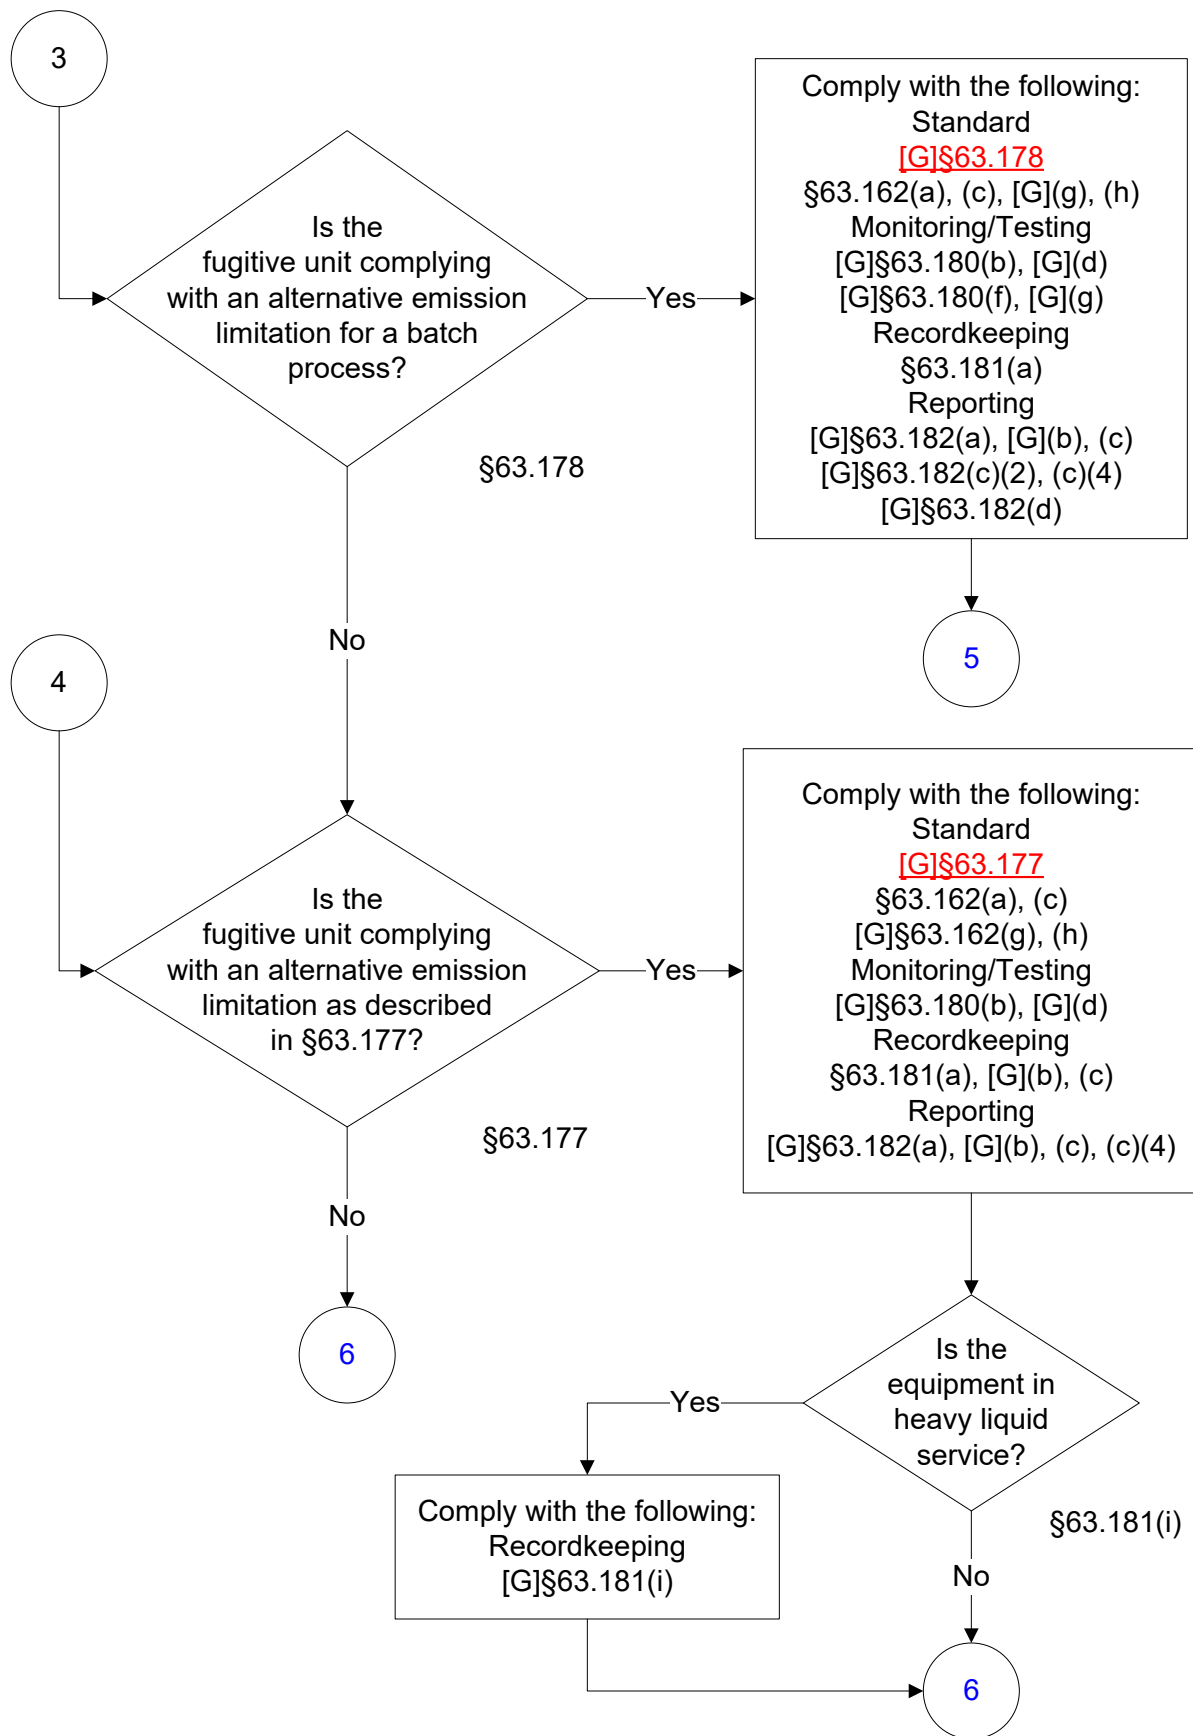 3
Is the
fugitive unit complying
with an alternative emission
limitation for a batch
process?
Yes
§63.178
No
Comply with the following:
Standard
[G]§63.178
§63.162(a), (c), [G](g), (h)
Monitoring/Testing
[G]§63.180(b), [G](d)
[G]§63.180(f), [G](g)
Recordkeeping
§63.181(a)
Reporting
[G]§63.182(a), [G](b), (c)
[G]§63.182(c)(2), (c)(4)
[G]§63.182(d)
5
4
Is the
fugitive unit complying
with an alternative emission
limitation as described
in §63.177?
Yes
§63.177
No
6
Comply with the following:
Standard
[G]§63.177
§63.162(a), (c)
[G]§63.162(g), (h)
Monitoring/Testing
[G]§63.180(b), [G](d)
Recordkeeping
§63.181(a), [G](b), (c)
Reporting
[G]§63.182(a), [G](b), (c), (c)(4)
Is the
equipment in
heavy liquid
service?
Yes
§63.181(i)
No
Comply with the following:
Recordkeeping
[G]§63.181(i)
6